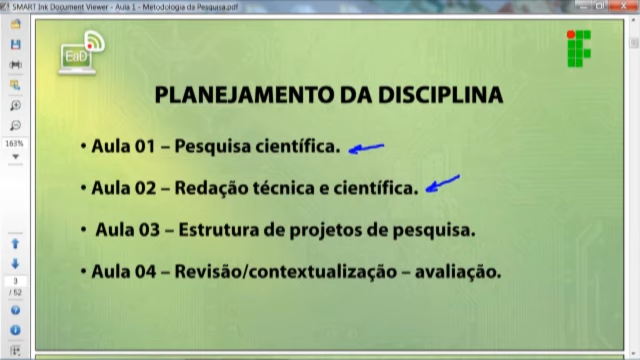 SMART Ink Document Viewer - Aula 1 - Metodologia da Pesquisa.pdf
EaD
PLANEJAMENTO DA DISCIPLINA
• Aula 01 – Pesquisa científica.
• Aula 02 – Redação técnica e científica.
• Aula 03 – Estrutura de projetos de pesquisa.
• Aula 04 – Revisão/contextualização – avaliação.
163%
3
/ 52